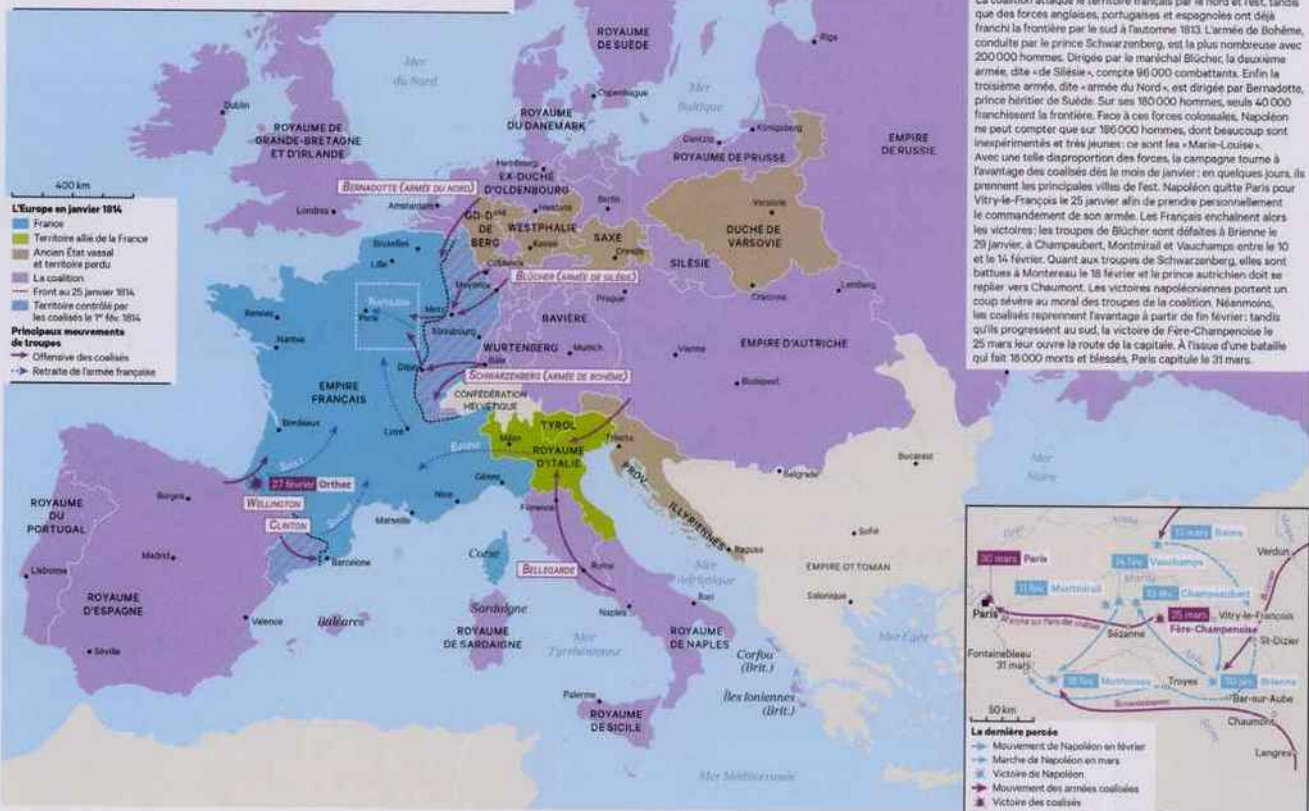 La coalition attaque le territoire français par le nord et l'est, tandis
que des forces anglaises, portugaises et espagnoles ont déjà
franchi la frontière par le sud à l'automne 1813. L'armée de Bohême,
conduite par le prince Schwarzenberg, est la plus nombreuse avec
200 000 hommes. Dirigée par le maréchal Blücher, la deuxième
armée, dite «de Silésie», compte 96 000 combattants. Enfin la
troisième armée, dite «armée du Nord», est dirigée par Bernadotte,
prince héritier de Suède. Sur ses 180 000 hommes, seuls 40 000
franchissent la frontière. Face à ces forces colossales, Napoléon
ne peut compter que sur 186 000 hommes, dont beaucoup sont
inexpérimentés et très jeunes: ce sont les «Marie-Louise».
Avec une telle disproportion des forces, la campagne tourne à
l'avantage des coalisés dès le mois de janvier: en quelques jours, ils
prennent les principales villes de l'est. Napoléon quitte Paris pour
Vitry-le-François le 25 janvier afin de prendre personnellement
le commandement de son armée. Les Français enchaînent alors
les victoires: les troupes de Blücher sont défaites à Brienne le
29 janvier, à Champaubert, Montmirail et Vauchamps entre le 10
et le 14 février. Quant aux troupes de Schwarzenberg, elles sont
battues à Montereau le 18 février et le prince autrichien doit se
replier vers Chaumont. Les victoires napoléoniennes portent un
coup sévère au moral des troupes de la coalition. Néanmoins,
les coalisés reprennent l'avantage à partir de fin février: tandis
qu'ils progressent au sud, la victoire de Fère-Champenoise le
25 mars leur ouvre la route de la capitale. À l'issue d'une bataille
qui fait 18 000 morts et blessés, Paris capitule le 31 mars.
400 km
L'Europe en janvier 1814
France
Territoire allié de la France
Ancien État vassal
et territoire perdu
La coalition
Front au 25 janvier 1814
Territoire contrôlé par
les coalisés le 1er fév. 1814
Principaux mouvements
de troupes
Offensive des coalisés
Retraite de l'armée française
ROYAUME
DE SUÈDE
Riga
Mer
du Nord
Copenhague
Mer
Baltique
Dublin
ROYAUME DE
GRANDE-BRETAGNE
ET D'IRLANDE
ROYAUME
DU DANEMARK
Königsberg
Dantzig
ROYAUME DE PRUSSE
EMPIRE
DE RUSSIE
Hambourg
EX-DUCHÉ
D'OLDENBOURG
BERNADOTTE (ARMÉE DU NORD)
Amsterdam
Londres
Hanovre
Berlin
Varsovie
GD-DCHÉ
DE
BERG
WESTPHALIE
Kassel
SAXE
Dresde
DUCHÉ DE
VARSOVIE
Bruxelles
Lille
Coblence
BLÜCHER (ARMÉE DE SILÉSIE)
SILÉSIE
Mayence
Prague
Cracovie
Lemberg
NAPOLÉON
Paris
Metz
Rennes
Strasbourg
BAVIÈRE
Nantes
WURTENBERG
Munich
Vienne
EMPIRE D'AUTRICHE
Bâle
Dijon
SCHWARZENBERG (ARMÉE DE BOHÊME)
Budapest
EMPIRE
FRANÇAIS
CONFÉDÉRATION
HELVÉTIQUE
Bordeaux
Lyon
TYROL
Milan
Trieste
ROYAUME
D'ITALIE
EUGÈNE
SOULT
Belgrade
Bucarest
Mer
Noire
Burgos
27 février Orthez
Gênes
PROV.
ILLYRIENNES
ROYAUME
DU
PORTUGAL
WELLINGTON
Nice
Florence
CLINTON
Marseille
Sofia
Madrid
Barcelone
Corse
Raguse
Rome
BELLEGARDE
Mer
Adriatique
EMPIRE OTTOMAN
Lisbonne
ROYAUME
D'ESPAGNE
Bari
Salonique
Baléares
Sardaigne
Naples
Valence
ROYAUME
DE SARDAIGNE
Mer
Tyrrhénienne
ROYAUME
DE NAPLES
Mer Égée
Séville
Corfou
(Brit.)
Palerme
Îles Ioniennes
(Brit.)
ROYAUME
DE SICILE
Mer Méditerranée
13 mars Reims
Verdun
30 mars Paris
14 fév. Vauchamps
11 fév. Montmirail
10 fév. Champaubert
Paris
25 mars
Fère-Champenoise
Vitry-le-François
Sézanne
St-Dizier
Fontainebleau
31 mars
18 fév. Montereau
Troyes
Brienne
Bar-sur-Aube
50 km
Chaumont
Langres
La dernière percée
Mouvement de Napoléon en février
Marche de Napoléon en mars
Victoire de Napoléon
Mouvement des armées coalisées
Victoire des coalisés